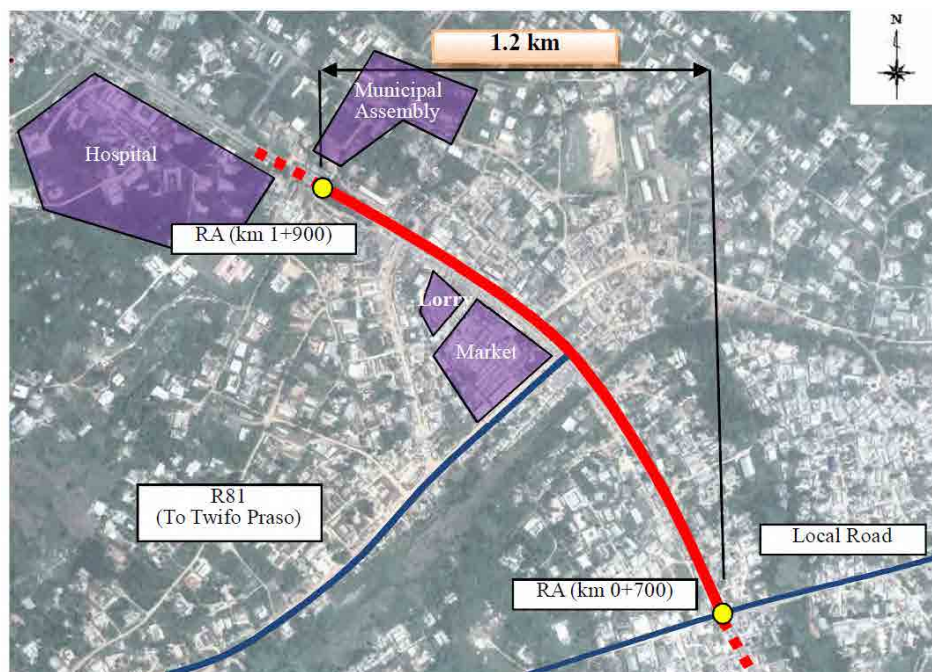 1.2 km
N
Municipal
Assembly
Hospital
RA (km 1+900)
Lorry
Market
R81
(To Twifo Praso)
Local Road
RA (km 0+700)